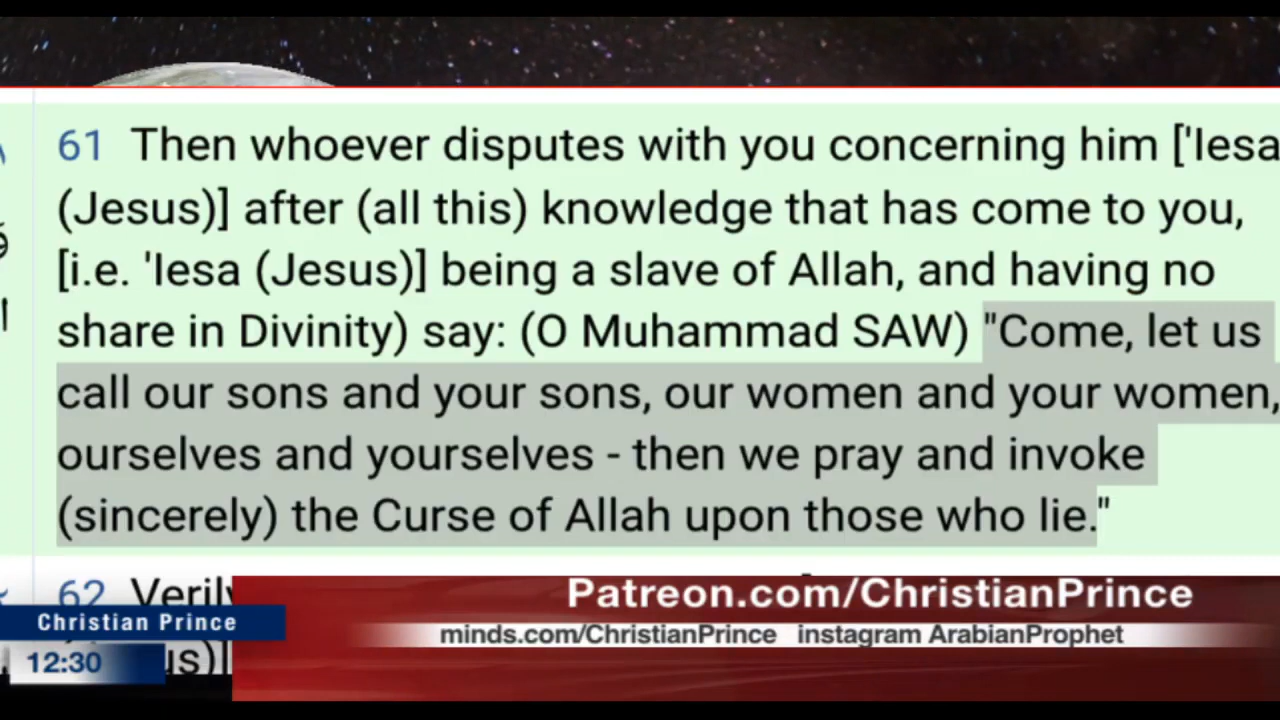 61 Then whoever disputes with you concerning him ['Iesa
(Jesus)] after (all this) knowledge that has come to you,
[i.e. 'Iesa (Jesus)] being a slave of Allah, and having no
share in Divinity) say: (O Muhammad SAW) "Come, let us
call our sons and your sons, our women and your women,
ourselves and yourselves - then we pray and invoke
(sincerely) the Curse of Allah upon those who lie."
62 Verily
Patreon.com/ChristianPrince
Christian Prince
minds.com/ChristianPrince instagram ArabianProphet
12:30